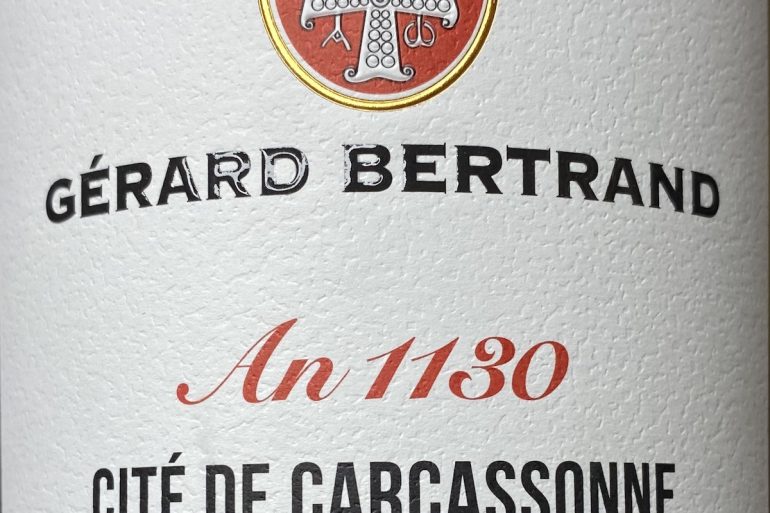 GÉRARD BERTRAND
An 1130
CITÉ DE CARCASSONNE